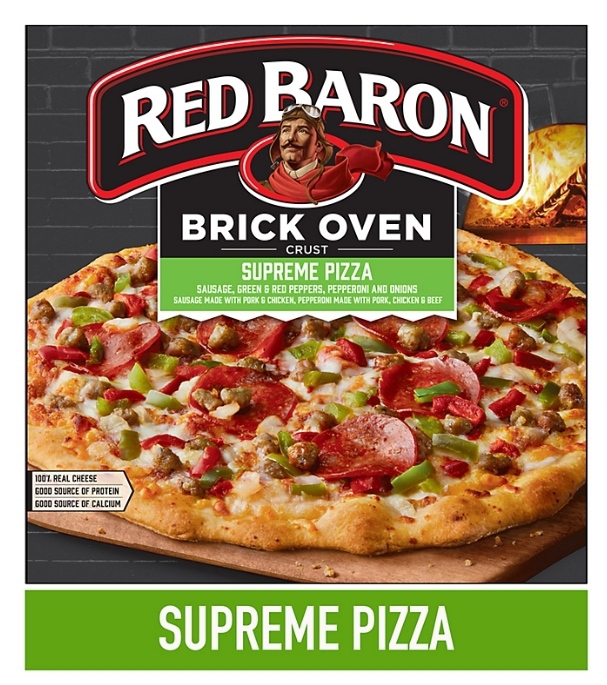 RED BARON®
BRICK OVEN
CRUST
SUPREME PIZZA
SAUSAGE, GREEN & RED PEPPERS, PEPPERONI AND ONIONS
SAUSAGE MADE WITH PORK & CHICKEN, PEPPERONI MADE WITH PORK, CHICKEN & BEEF
100% REAL CHEESE
GOOD SOURCE OF PROTEIN
GOOD SOURCE OF CALCIUM
SUPREME PIZZA